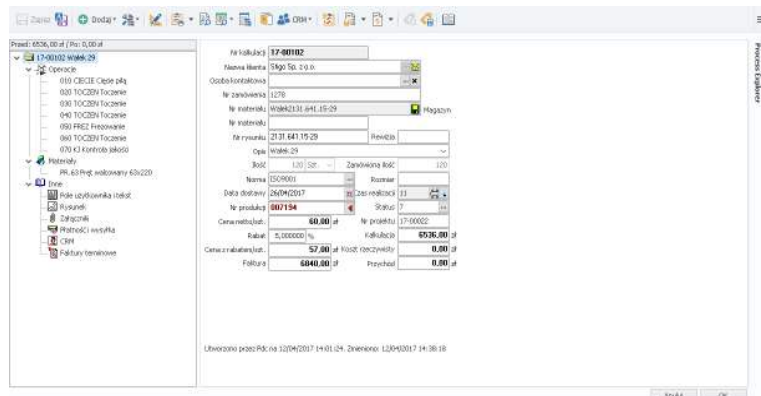 Zapisz Dodaj CRM
Przed: 6536,00 zł / Po: 0,00 zł
17-00102 Wałek 29
Operacje
010 CIECIE Cięcie piłą
020 TOCZEN Toczenie
030 TOCZEN Toczenie
040 TOCZEN Toczenie
050 FREZ Frezowanie
060 TOCZEN Toczenie
070 KJ Kontrola jakości
Materiały
PR.63 Pręt walcowany 63x220
Inne
Pole użytkownika i tekst
Rysunek
Załączniki
Płatności i wysyłka
CRM
Faktury terminowe
Nr kalkulacji 17-00102
Nazwa klienta Stigo Sp. z o.o.
Osoba kontaktowa
Nr zamówienia 1278
Nr materiału Wałek2131.641.15-29 Magazyn
Nr materiału
Nr rysunku 2131.641.15-29 Rewizja
Opis Wałek 29
Ilość 120 Szt. Zamówiona ilość 120
Norma ISO9001 Rozmiar
Data dostawy 26/04/2017 Czas realizacji 11
Nr produkcji 007194 Status 7
Cena netto/szt. 60,00 zł Nr projektu 17-00022
Rabat 5,000000 % Kalkulacja 6536,00 zł
Cena z rabatem/szt. 57,00 zł Koszt rzeczywisty 0,00 zł
Faktura 6840,00 zł Przychód 0,00 zł
Utworzono przez Rdc na 12/04/2017 14:01:24. Zmieniono: 12/04/2017 14:38:18
Process Explorer
Anuluj OK